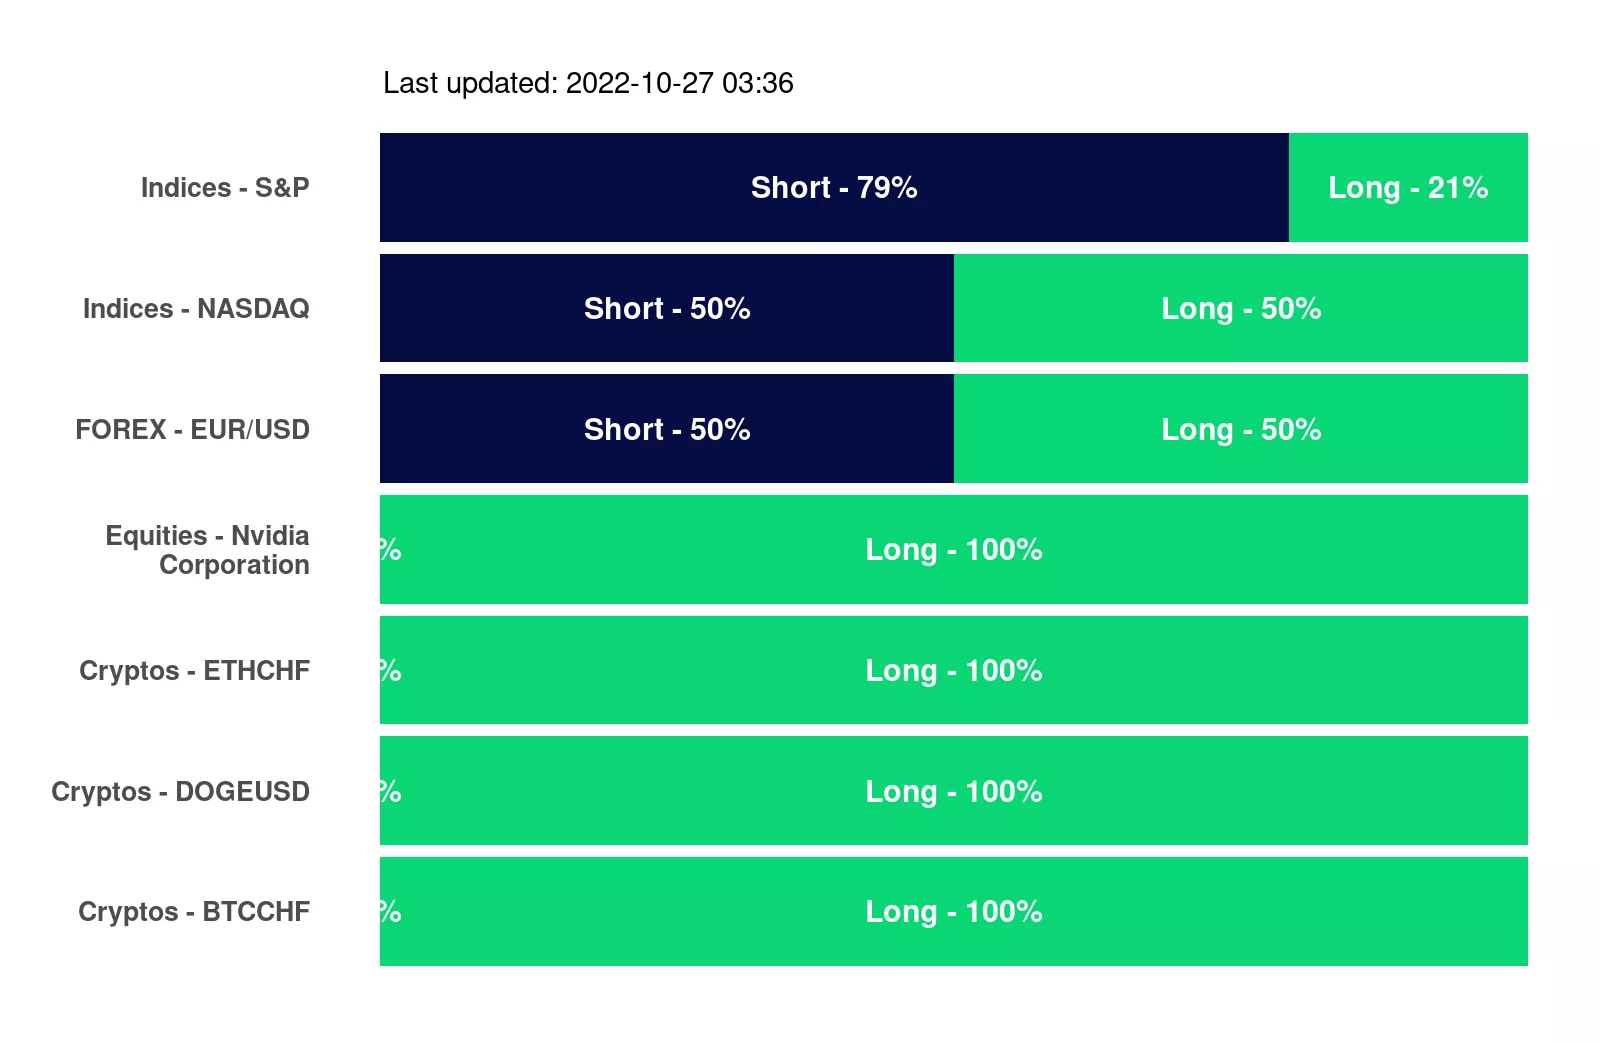 Last updated: 2022-10-27 03:36
Indices - S&P
Short - 79%
Long - 21%
Indices - NASDAQ
Short - 50%
Long - 50%
FOREX - EUR/USD
Short - 50%
Long - 50%
Equities - Nvidia
Corporation
%
Long - 100%
Cryptos - ETHCHF
%
Long - 100%
Cryptos - DOGEUSD
%
Long - 100%
Cryptos - BTCCHF
%
Long - 100%